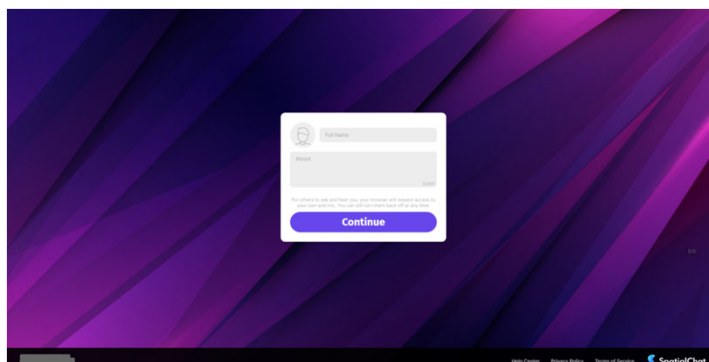 Full Name
About
For others to see and hear you, your browser will request access to
your cam and mic. You can still turn them back off at any time.
Continue
Help Center Privacy Policy Terms of Service SpatialChat